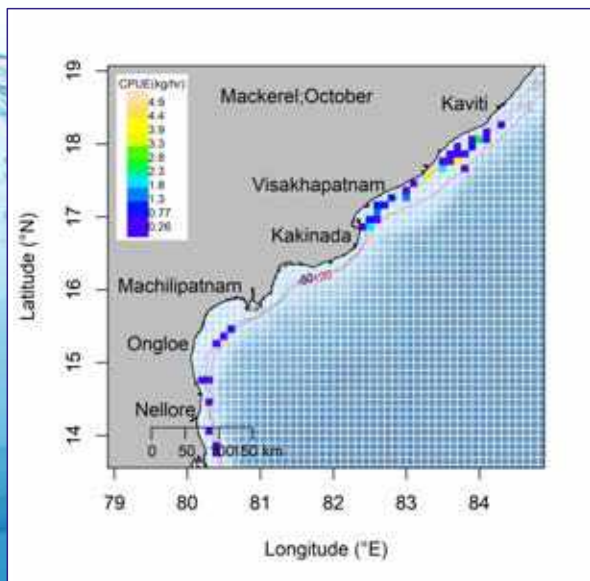 19
18
17
16
15
14
Latitude (°N)
CPUE(kg/hr)
4.9
4.4
3.9
3.3
2.8
2.3
1.8
1.3
0.77
0.26
Mackerel;October
Kaviti
Visakhapatnam
Kakinada
Machilipatnam
Ongloe
Nellore
0 50 100150 km
79 80 81 82 83 84
Longitude (°E)